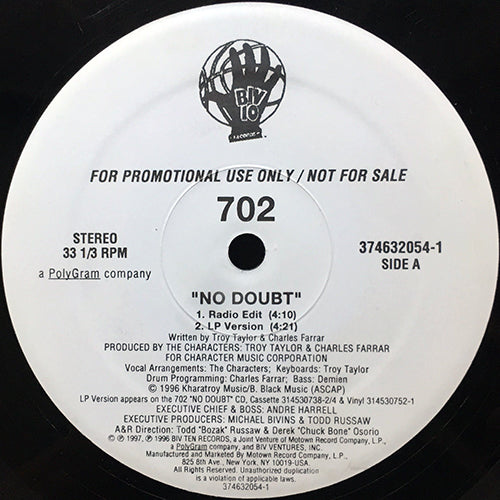 BIV
10
RECORDS
FOR PROMOTIONAL USE ONLY / NOT FOR SALE
702
STEREO
33 1/3 RPM
374632054-1
SIDE A
a PolyGram company
"NO DOUBT"
1. Radio Edit (4:10)
2. LP Version (4:21)
Written by Troy Taylor & Charles Farrar
PRODUCED BY THE CHARACTERS: TROY TAYLOR & CHARLES FARRAR
FOR CHARACTER MUSIC CORPORATION
Vocal Arrangements: The Characters; Keyboards: Troy Taylor
Drum Programming: Charles Farrar; Bass: Demien
© 1996 Kharatroy Music/B. Black Music (ASCAP)
LP Version appears on the 702 "NO DOUBT" CD, Cassette 314530738-2/4 & Vinyl 314530752-1
EXECUTIVE CHIEF & BOSS: ANDRE HARRELL
EXECUTIVE PRODUCERS: MICHAEL BIVINS & TODD RUSSAW
A&R Direction: Todd "Bozak" Russaw & Derek "Chuck Bone" Osorio
© ℗ 1997, ℗ 1996 BIV TEN RECORDS, a Joint Venture of Motown Record Company, L.P.,
a PolyGram company, and BIV VENTURES, INC.
Manufactured and Marketed By Motown Record Company, L.P.,
825 8th Ave., New York, NY 10019-USA
All Rights Reserved. Unauthorized duplication
is a violation of applicable laws.